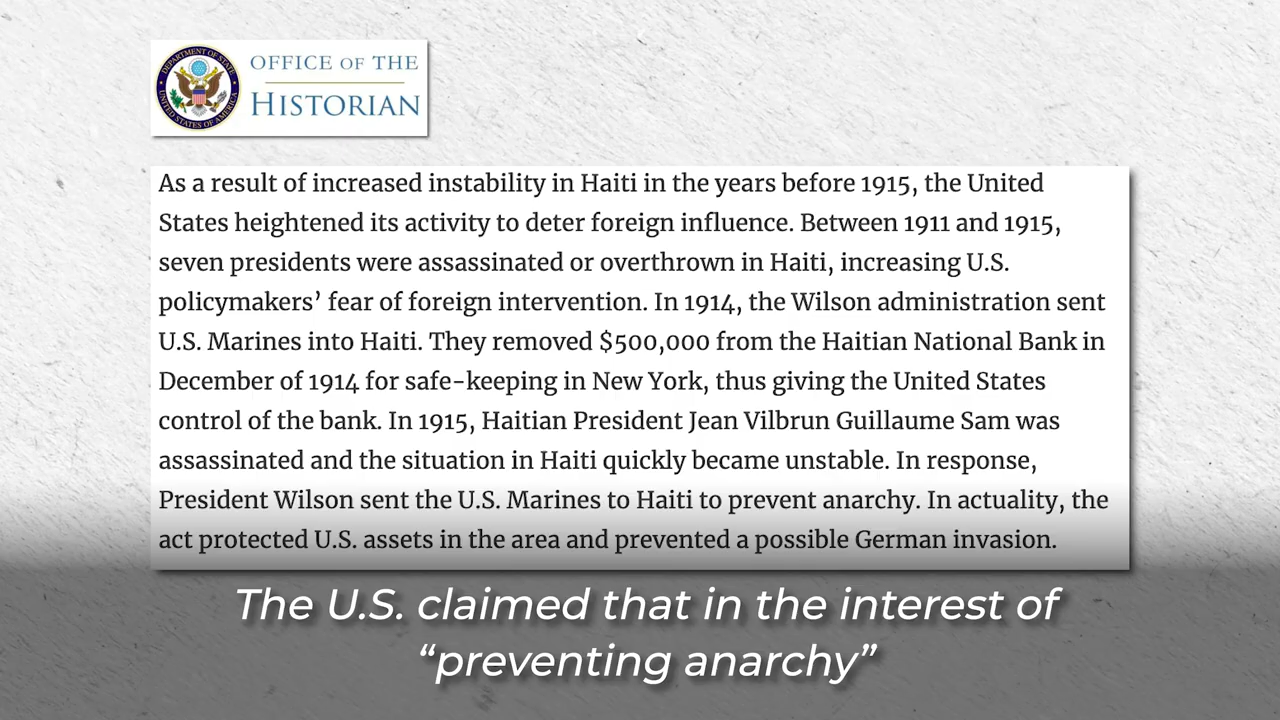 DEPARTMENT OF STATE
UNITED STATES OF AMERICA
OFFICE OF THE
HISTORIAN
As a result of increased instability in Haiti in the years before 1915, the United
States heightened its activity to deter foreign influence. Between 1911 and 1915,
seven presidents were assassinated or overthrown in Haiti, increasing U.S.
policymakers’ fear of foreign intervention. In 1914, the Wilson administration sent
U.S. Marines into Haiti. They removed $500,000 from the Haitian National Bank in
December of 1914 for safe-keeping in New York, thus giving the United States
control of the bank. In 1915, Haitian President Jean Vilbrun Guillaume Sam was
assassinated and the situation in Haiti quickly became unstable. In response,
President Wilson sent the U.S. Marines to Haiti to prevent anarchy. In actuality, the
act protected U.S. assets in the area and prevented a possible German invasion.
The U.S. claimed that in the interest of
“preventing anarchy”